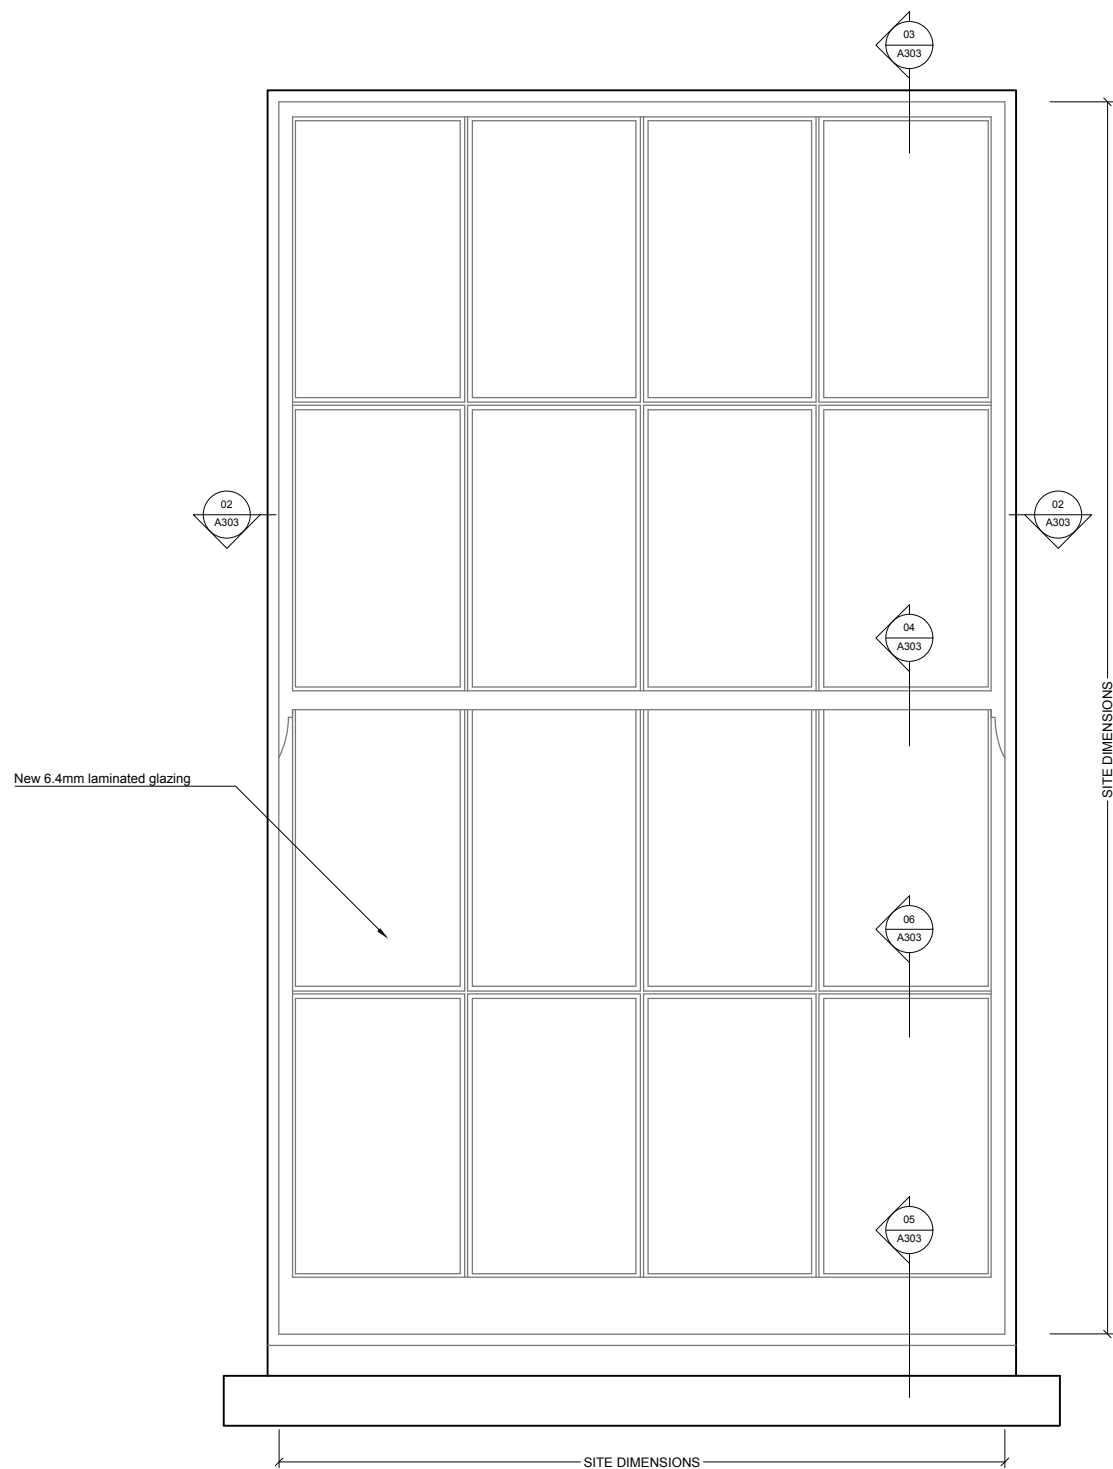 03
A303
02
A303
02
A303
04
A303
SITE DIMENSIONS
New 6.4mm laminated glazing
06
A303
05
A303
SITE DIMENSIONS